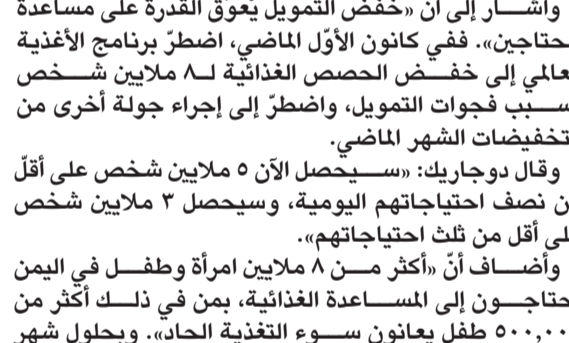 وأشار إلى أن «خفض التمويل يُعوّق القدرة على مساعدة
حتاجين». ففي كانون الأوّل الماضي، اضطرّ برنامج الأغذية
عالمي إلى خفض الحصص الغذائية لـ٨ ملايين شخص
سبب فجوات التمويل، واضطرّ إلى إجراء جولة أخرى من
تخفيضات الشهر الماضي.
وقال دوجاريك: «سيحصل الآن ٥ ملايين شخص على أقلّ
ن نصف احتياجاتهم اليومية، وسيحصل ٣ ملايين شخص
لى أقل من ثلث احتياجاتهم».
وأضاف أنّ «أكثر من ٨ ملايين امرأة وطفل في اليمن
حتاجون إلى المساعدة الغذائية، بمن في ذلك أكثر من
٥٠٠,٠٠ طفل يعانون سوء التغذية الحاد». وبحلول شهر